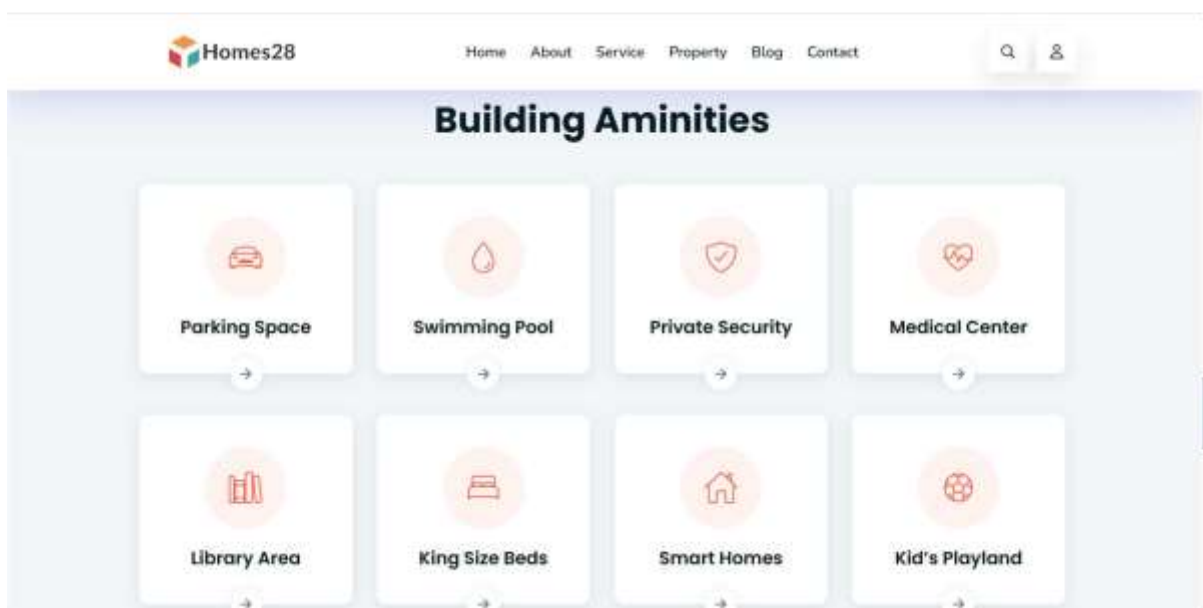 Homes28
Home About Service Property Blog Contact
Building Aminities
Parking Space Swimming Pool Private Security Medical Center
Library Area King Size Beds Smart Homes Kid's Playland